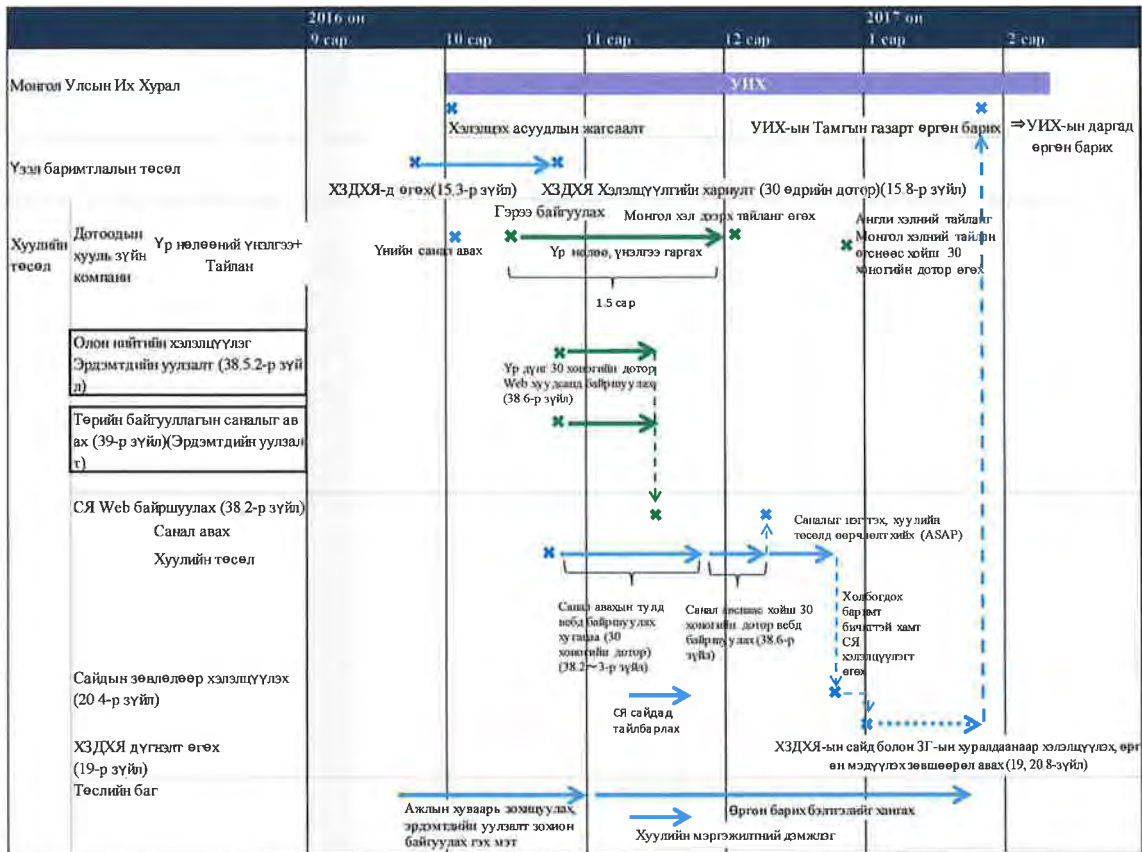 2016 он
2017 он
9 сар
10 сар
11 сар
12 сар
1 сар
2 сар
Монгол Улсын Их Хурал
УИХ
Хэлэлцэх асуудлын жагсаалт
УИХ-ын Тамгын газарт өргөн барих
⇒УИХ-ын даргад
өргөн барих
Үзэл баримтлалын төсөл
ХЗДХЯ-д өгөх(15.3-р зүйл)
ХЗДХЯ Хэлэлцүүлгийн хариулт (30 өдрийн дотор)(15.8-р зүйл)
Хуулийн
төсөл
Дотоодын
хууль зүйн
компани
Үр нөлөөний үнэлгээ+
Тайлан
Үнийн санал авах
Гэрээ байгуулах
Монгол хэл дээрх тайланг өгөх
Үр нөлөө, үнэлгээ гаргах
1.5 сар
Англи хэлний тайланг
Монгол хэлний тайлан
өгснөөс хойш 30
хоногийн дотор өгөх
Олон нийтийн хэлэлцүүлэг
Эрдэмтдийн уулзалт (38.5.2-р зүй
л)
Үр дүнг 30 хоногийн дотор
Web хуудсанд байршуулах
(38.6-р зүйл)
Төрийн байгууллагын саналыг ав
ах (39-р зүйл)(Эрдэмтдийн уулзал
т)
СЯ Web байршуулах (38.2-р зүйл)
Санал авах
Хуулийн төсөл
Саналыг нэгтгэх, хуулийн
төсөлд өөрчлөлт хийх (ASAP)
Санал авахын тулд
вебд байршуулах
хугацаа (30
хоногийн дотор)
(38.2~3-р зүйл)
Санал авснаас хойш 30
хоногийн дотор вебд
байршуулах (38.6-р
зүйл)
Холбогдох
баримт
бичигтэй хамт
СЯ
хэлэлцүүлэгт
өгөх
Сайдын зөвлөлөөр хэлэлцүүлэх
(20.4-р зүйл)
СЯ сайдад
тайлбарлах
ХЗДХЯ дүгнэлт өгөх
(19-р зүйл)
ХЗДХЯ-ын сайд болон ЗГ-ын хуралдаанаар хэлэлцүүлэх, өрг
өн мэдүүлэх зөвшөөрөл авах (19, 20.8-зүйл)
Төслийн баг
Ажлын хуваарь зохицуулах,
эрдэмтдийн уулзалт зохион
байгуулах гэх мэт
Өргөн барих бэлтгэлийг хангах
Хуулийн мэргэжилтний дэмжлэг